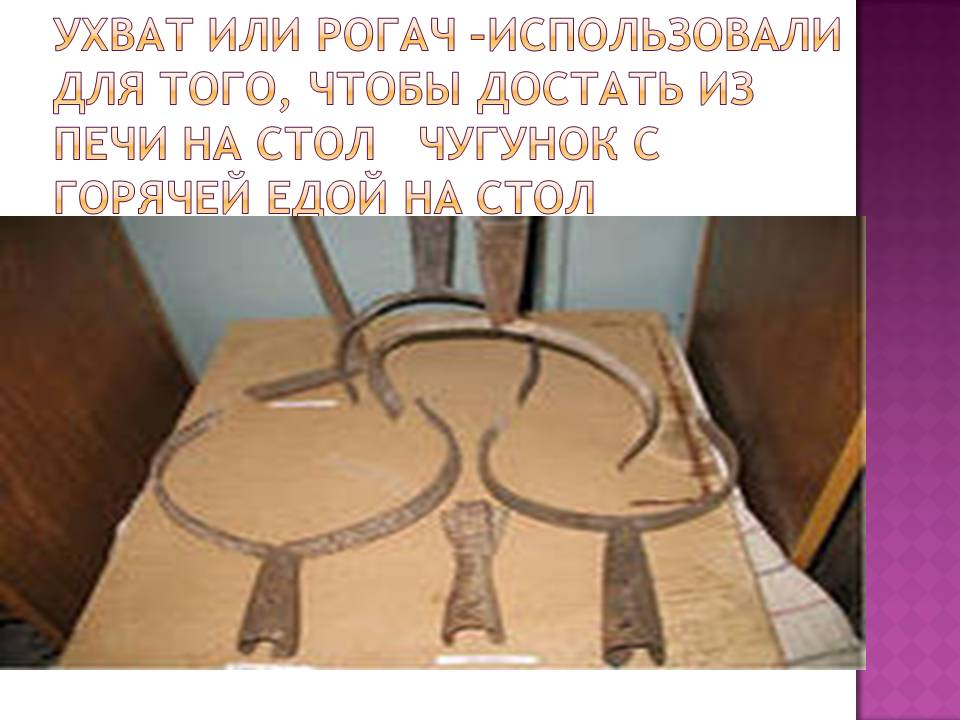 УХВАТ ИЛИ РОГАЧ –ИСПОЛЬЗОВАЛИ
ДЛЯ ТОГО, ЧТОБЫ ДОСТАТЬ ИЗ
ПЕЧИ НА СТОЛ ЧУГУНОК С
ГОРЯЧЕЙ ЕДОЙ НА СТОЛ